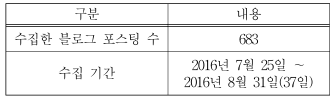 구분 내용
수집한 블로그 포스팅 수 683
수집 기간 2016년 7월 25일 ~
2016년 8월 31일(37일)